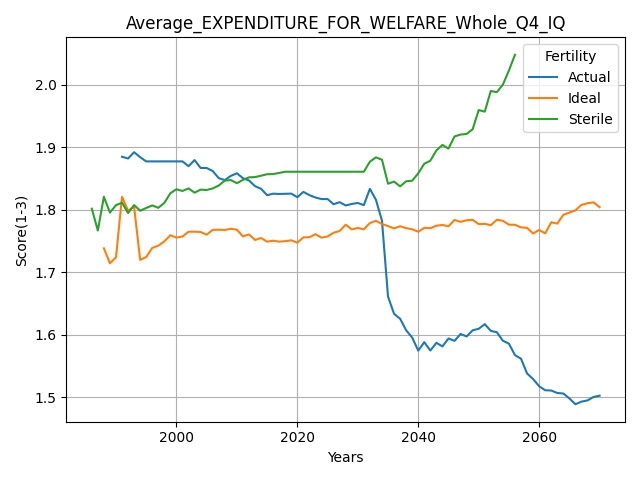 Average_EXPENDITURE_FOR_WELFARE_Whole_Q4_IQ
Fertility
Actual
Ideal
Sterile
Score(1-3)
2.0
1.9
1.8
1.7
1.6
1.5
2000
2020
2040
2060
Years